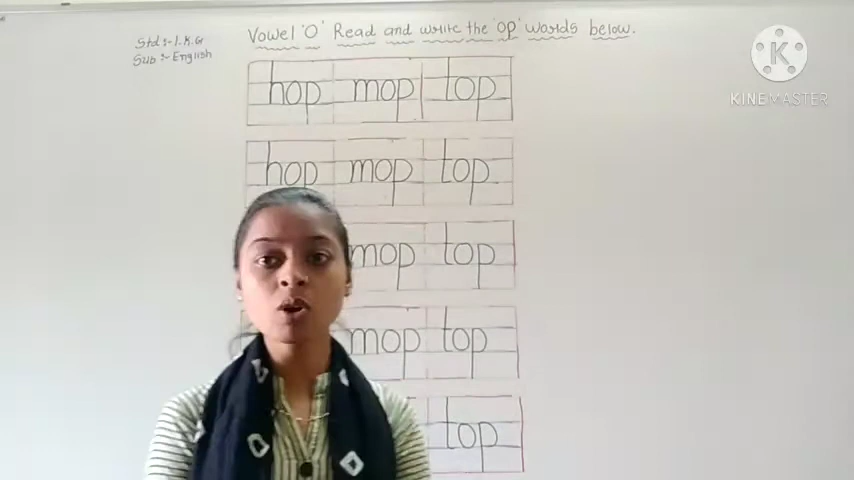 Vowel 'O' Read and write the 'op' words below.
Std :- J.K.G
Sub :- English
hop mop top
hop mop top
mop top
mop top
top
K
KINEMASTER